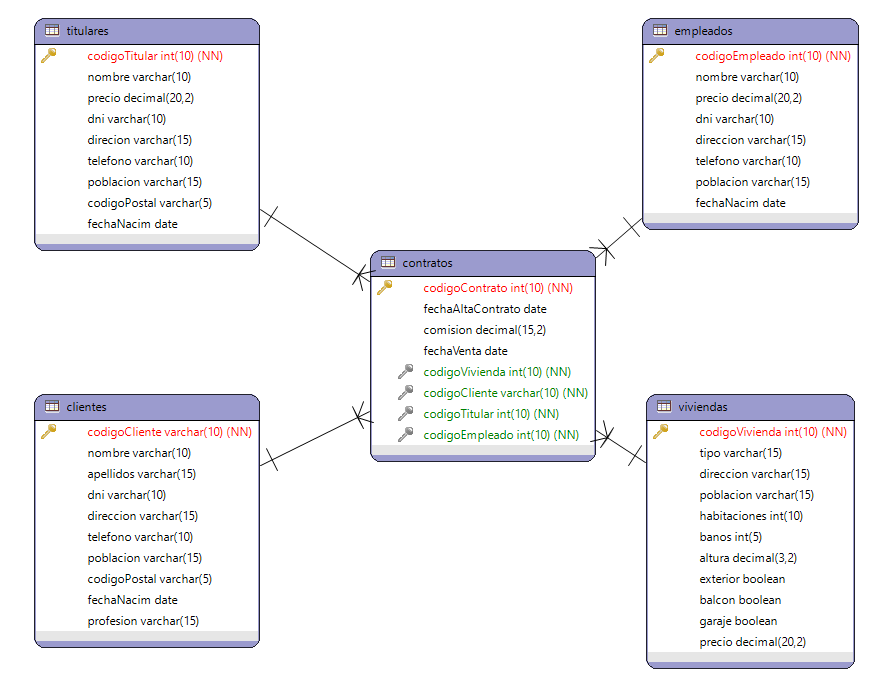 titulares
codigoTitular int(10) (NN)
nombre varchar(10)
precio decimal(20,2)
dni varchar(10)
direcion varchar(15)
telefono varchar(10)
poblacion varchar(15)
codigoPostal varchar(5)
fechaNacim date
empleados
codigoEmpleado int(10) (NN)
nombre varchar(10)
precio decimal(20,2)
dni varchar(10)
direccion varchar(15)
telefono varchar(10)
poblacion varchar(15)
fechaNacim date
contratos
codigoContrato int(10) (NN)
fechaAltaContrato date
comision decimal(15,2)
fechaVenta date
codigoVivienda int(10) (NN)
codigoCliente varchar(10) (NN)
codigoTitular int(10) (NN)
codigoEmpleado int(10) (NN)
clientes
codigoCliente varchar(10) (NN)
nombre varchar(10)
apellidos varchar(15)
dni varchar(10)
direccion varchar(15)
telefono varchar(10)
poblacion varchar(15)
codigoPostal varchar(5)
fechaNacim date
profesion varchar(15)
viviendas
codigoVivienda int(10) (NN)
tipo varchar(15)
direccion varchar(15)
poblacion varchar(15)
habitaciones int(10)
banos int(5)
altura decimal(3,2)
exterior boolean
balcon boolean
garaje boolean
precio decimal(20,2)